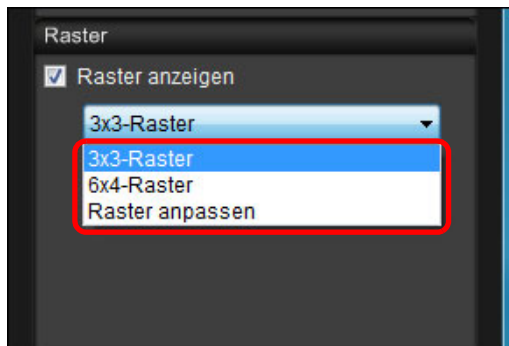 Raster
Raster anzeigen
3x3-Raster
3x3-Raster
6x4-Raster
Raster anpassen